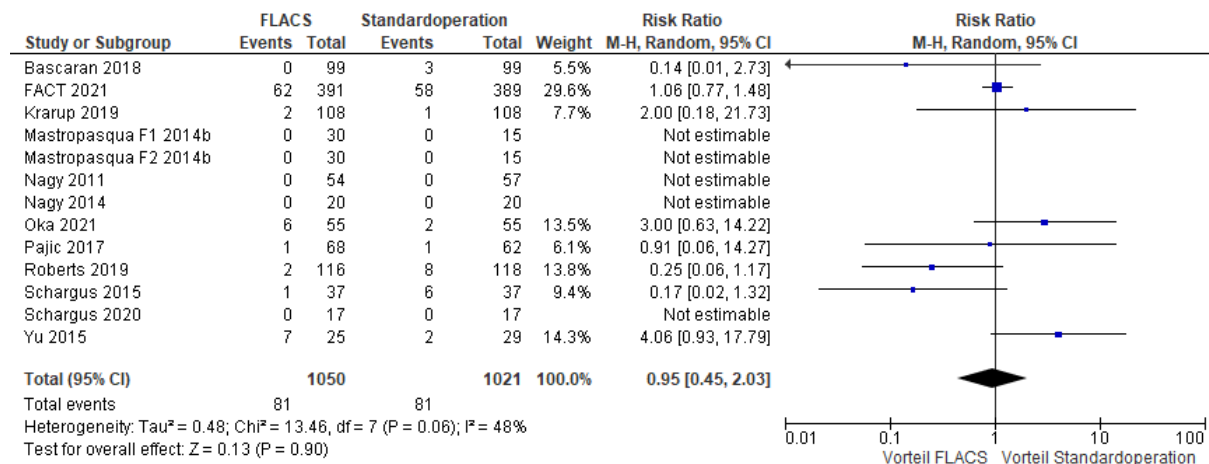 FLACS Standardoperation Risk Ratio Risk Ratio
Study or Subgroup Events Total Events Total Weight M-H, Random, 95% CI M-H, Random, 95% CI
Bascaran 2018 0 99 3 99 5.5% 0.14 [0.01, 2.73]
FACT 2021 62 391 58 389 29.6% 1.06 [0.77, 1.48]
Krarup 2019 2 108 1 108 7.7% 2.00 [0.18, 21.73]
Mastropasqua F1 2014b 0 30 0 15 Not estimable
Mastropasqua F2 2014b 0 30 0 15 Not estimable
Nagy 2011 0 54 0 57 Not estimable
Nagy 2014 0 20 0 20 Not estimable
Oka 2021 6 55 2 55 13.5% 3.00 [0.63, 14.22]
Pajic 2017 1 68 1 62 6.1% 0.91 [0.06, 14.27]
Roberts 2019 2 116 8 118 13.8% 0.25 [0.06, 1.17]
Schargus 2015 1 37 6 37 9.4% 0.17 [0.02, 1.32]
Schargus 2020 0 17 0 17 Not estimable
Yu 2015 7 25 2 29 14.3% 4.06 [0.93, 17.79]
Total (95% CI) 1050 1021 100.0% 0.95 [0.45, 2.03]
Total events 81 81
Heterogeneity: Tau² = 0.48; Chi² = 13.46, df = 7 (P = 0.06); I² = 48%
Test for overall effect: Z = 0.13 (P = 0.90)
0.01 0.1 1 10 100
Vorteil FLACS Vorteil Standardoperation